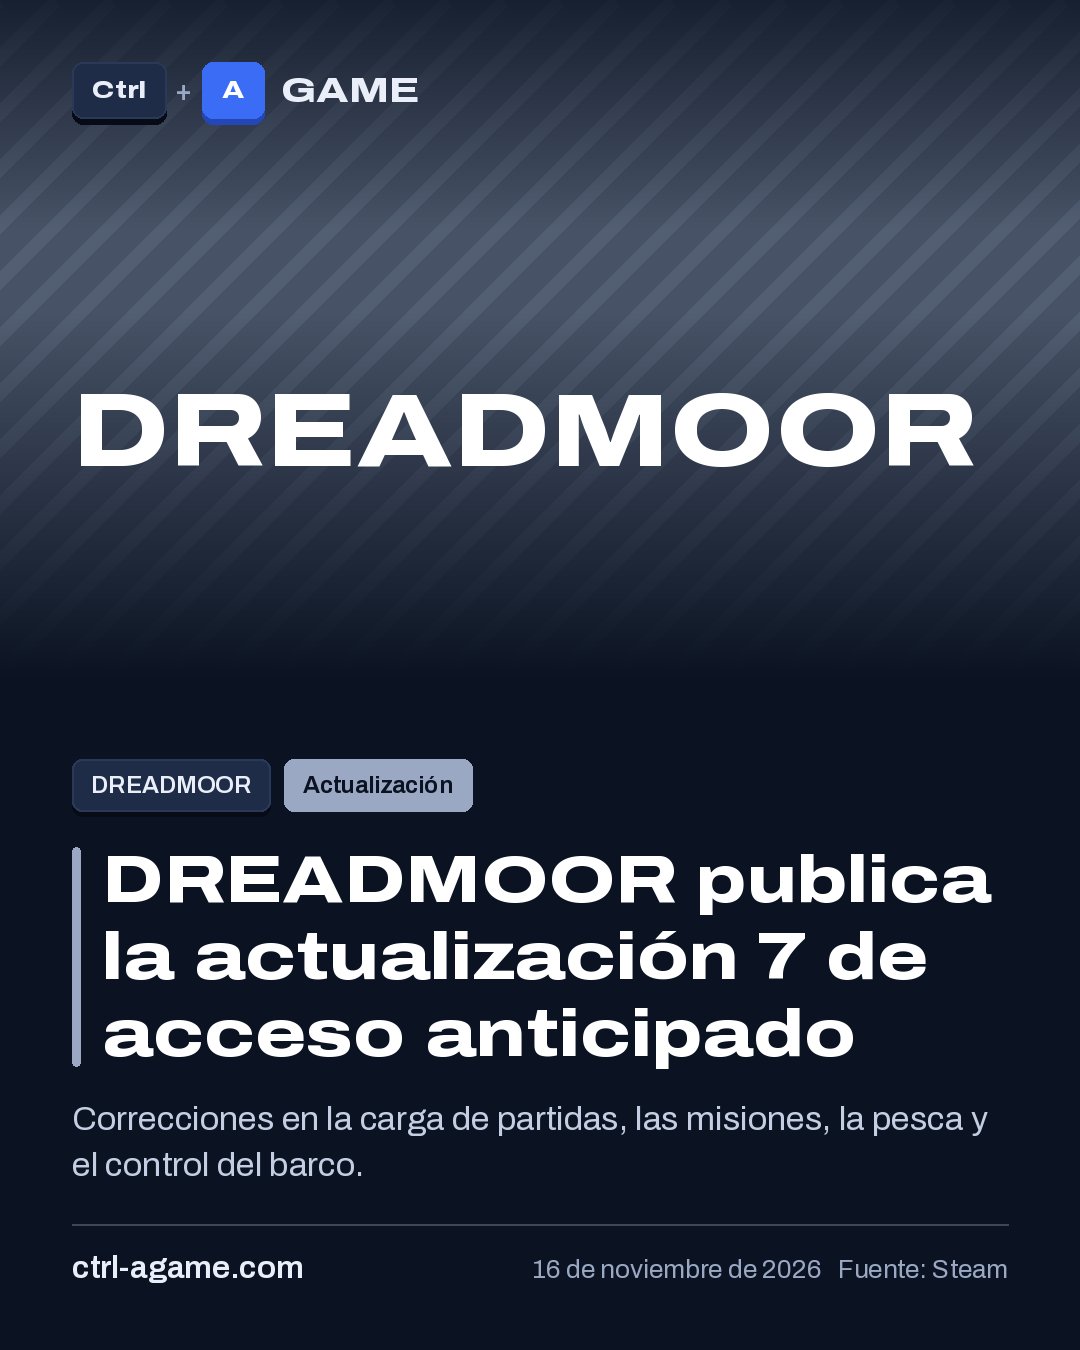 Ctrl + A GAME
DREADMOOR
DREADMOOR Actualización
DREADMOOR publica
la actualización 7 de
acceso anticipado
Correcciones en la carga de partidas, las misiones, la pesca y
el control del barco.
ctrl-agame.com 16 de noviembre de 2026 Fuente: Steam